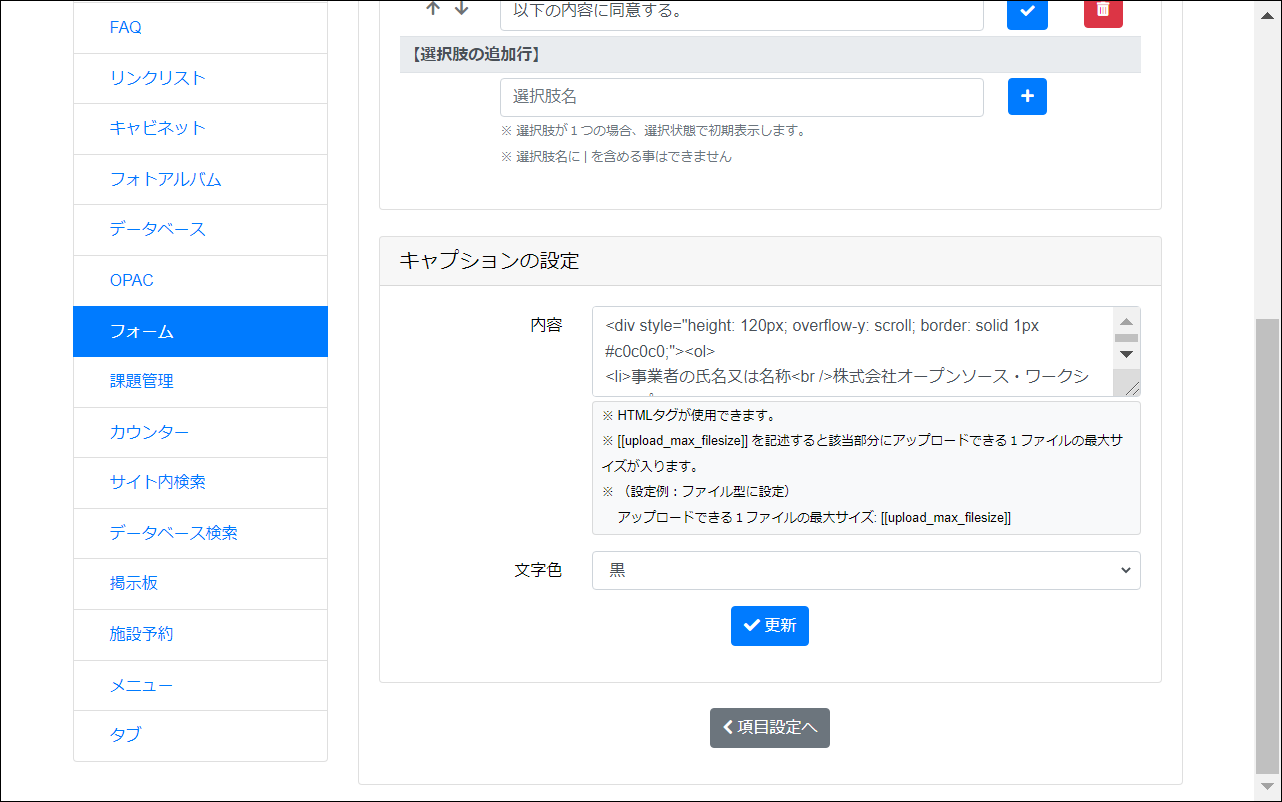 FAQ
リンクリスト
キャビネット
フォトアルバム
データベース
OPAC
フォーム
課題管理
カウンター
サイト内検索
データベース検索
掲示板
施設予約
メニュー
タブ
以下の内容に同意する。
【選択肢の追加行】
選択肢名
※ 選択肢が１つの場合、選択状態で初期表示します。
※ 選択肢名に | を含める事はできません
キャプションの設定
内容
<div style="height: 120px; overflow-y: scroll; border: solid 1px
#c0c0c0;"><ol>
<li>事業者の氏名又は名称<br />株式会社オープンソース・ワークシ
※ HTMLタグが使用できます。
※ [[upload_max_filesize]] を記述すると該当部分にアップロードできる１ファイルの最大サ
イズが入ります。
※ （設定例：ファイル型に設定）
アップロードできる１ファイルの最大サイズ: [[upload_max_filesize]]
文字色
黒
更新
項目設定へ